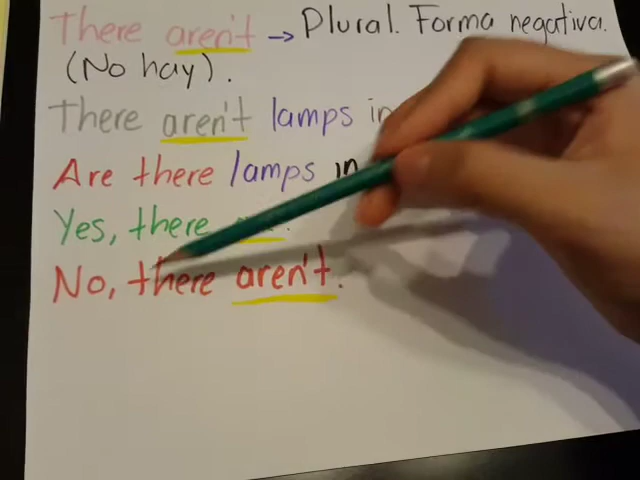 There aren't → Plural. Forma negativa.
(No hay).
There aren't lamps in
Are there lamps in
Yes, there
No, there aren't.